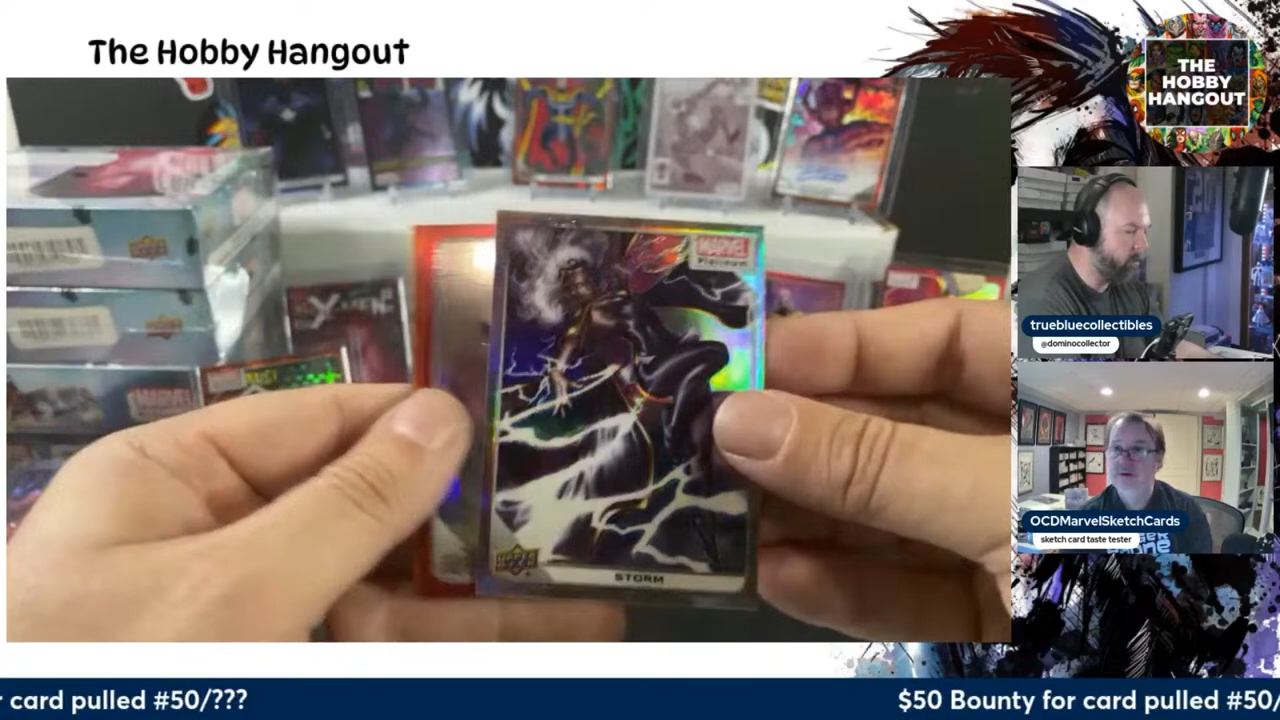 The Hobby Hangout
THE
HOBBY
HANGOUT
MARVEL
Platinum
X-MEN
MARVEL
STORM
truebluecollectibles
@dominocollector
OCDMarvelSketchCards
sketch card taste tester
r card pulled #50/???
$50 Bounty for card pulled #50/